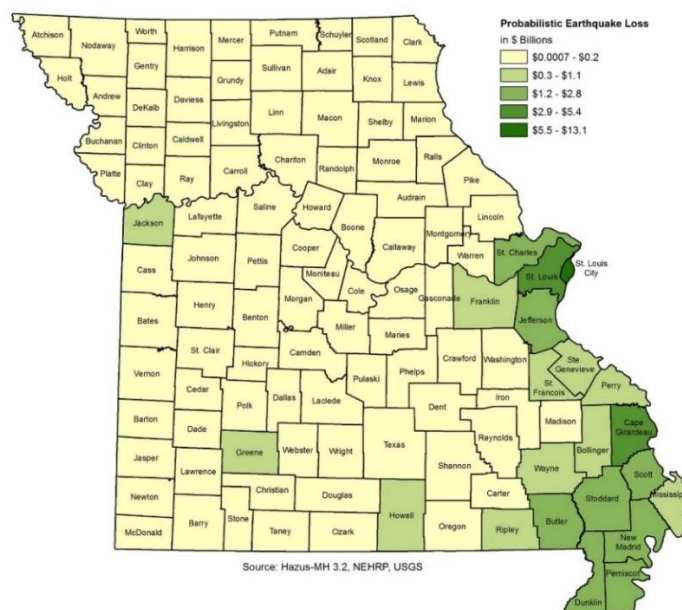 Probabilistic Earthquake Loss
in $ Billions
$0.0007 - $0.2
$0.3 - $1.1
$1.2 - $2.8
$2.9 - $5.4
$5.5 - $13.1
Atchison
Nodaway
Worth
Harrison
Mercer
Putnam
Schuyler
Scotland
Clark
Holt
Gentry
Grundy
Sullivan
Adair
Knox
Lewis
Andrew
DeKalb
Daviess
Livingston
Linn
Macon
Shelby
Marion
Buchanan
Clinton
Caldwell
Chariton
Randolph
Monroe
Ralls
Platte
Clay
Ray
Carroll
Pike
Jackson
Lafayette
Saline
Howard
Boone
Audrain
Callaway
Montgomery
Lincoln
Warren
St. Charles
St. Louis
St. Louis
City
Cass
Johnson
Pettis
Cooper
Moniteau
Cole
Osage
Gasconade
Franklin
Jefferson
Bates
Henry
Benton
Morgan
Miller
Maries
St. Clair
Hickory
Camden
Pulaski
Phelps
Crawford
Washington
Ste.
Genevieve
St.
Francois
Perry
Vernon
Cedar
Polk
Dallas
Laclede
Dent
Iron
Madison
Cape
Girardeau
Barton
Dade
Greene
Webster
Wright
Texas
Reynolds
Bollinger
Wayne
Scott
Jasper
Lawrence
Christian
Douglas
Shannon
Carter
Stoddard
Mississippi
Newton
McDonald
Barry
Stone
Taney
Ozark
Howell
Oregon
Ripley
Butler
New
Madrid
Pemiscot
Dunklin
Source: Hazus-MH 3.2, NEHRP, USGS